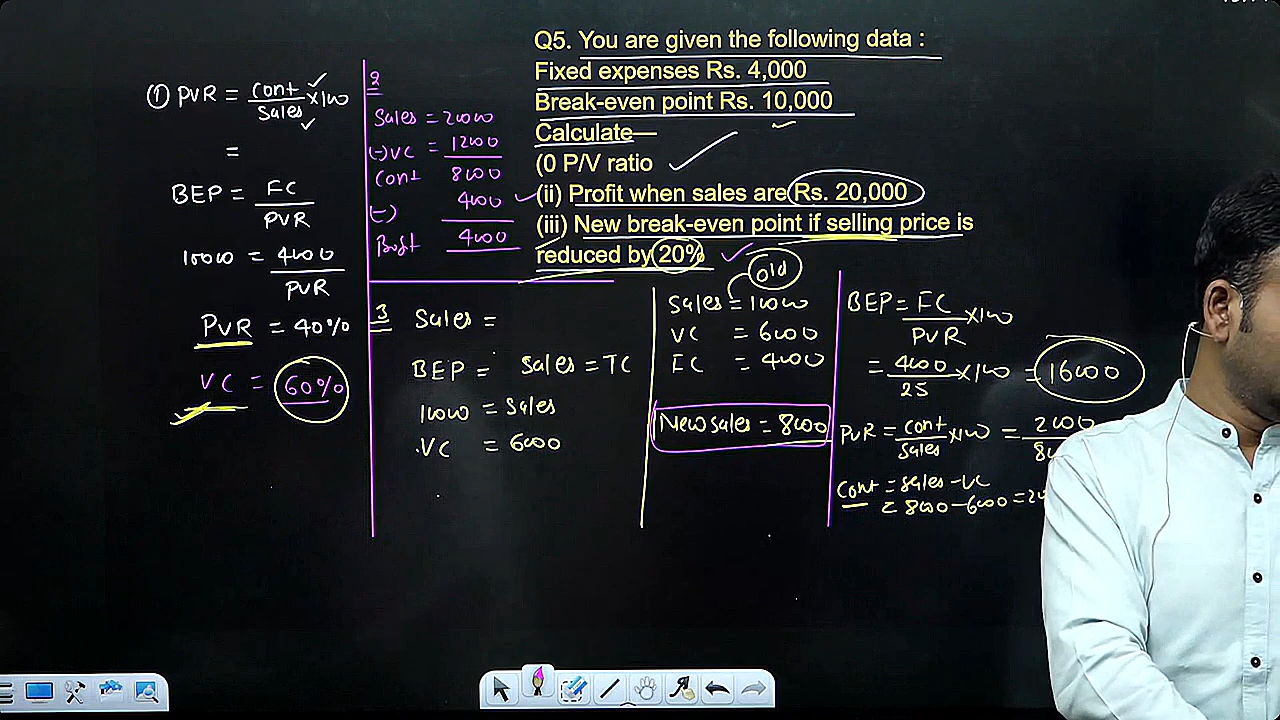 Q5. You are given the following data :
Fixed expenses Rs. 4,000
Break-even point Rs. 10,000
Calculate—
(0 P/V ratio
(ii) Profit when sales are Rs. 20,000
(iii) New break-even point if selling price is
reduced by 20%
① PVR = Cont / Sales ×100
=
BEP = FC / PVR
10000 = 4000 / PVR
PVR = 40%
VC = 60%
2
Sales = 20000
(-) VC = 12000
Cont 8000
(-) 4000
Profit 4000
3
Sales =
BEP = Sales = TC
10000 = Sales
VC = 6000
old
Sales = 10000
VC = 6000
FC = 4000
New sales = 8000
BEP = FC / PVR ×100
= 4000 / 25 ×100 = 16000
PVR = Cont / Sales ×100 = 2000
Cont = Sales - VC
= 8000 - 6000 =